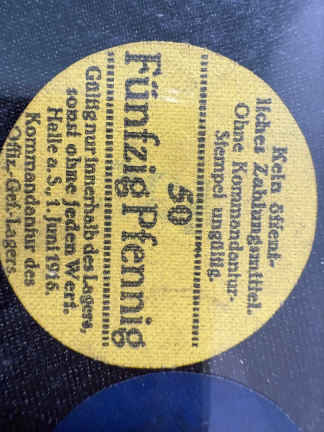 Kein öffent-
liches Zahlungsmittel.
Ohne Kommandantur-
Stempel ungültig.
50
Fünfzig Pfennig
Gültig nur innerhalb des Lagers,
sonst ohne jeden Wert.
Halle a. S., 1. Juni 1916.
Kommandantur des
Offiz.-Gef.-Lagers.